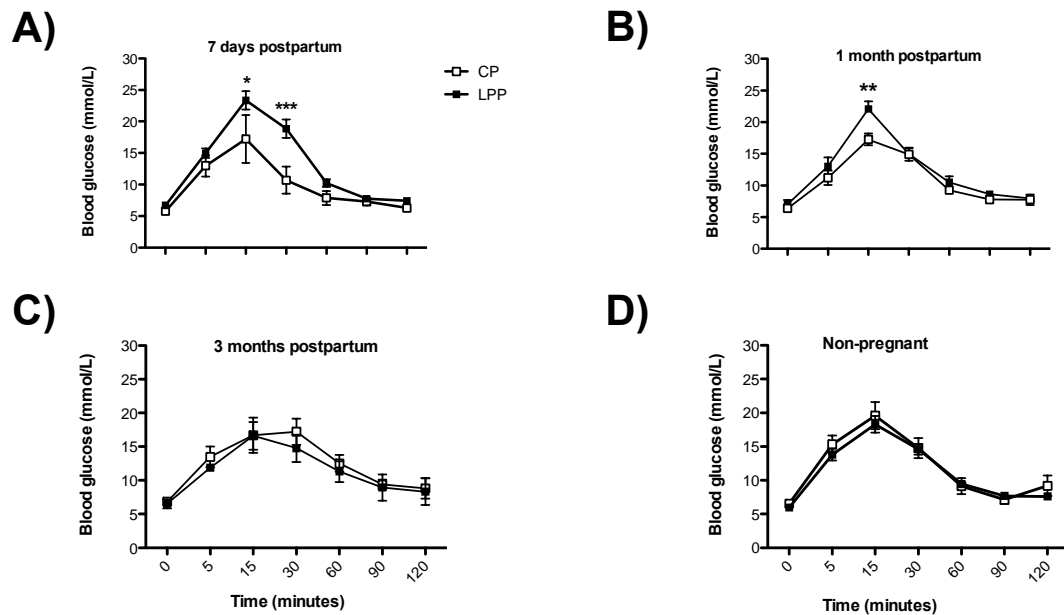 A)
7 days postpartum
Blood glucose (mmol/L)
30
25
20
15
10
5
0
*
***
CP
LPP
B)
1 month postpartum
Blood glucose (mmol/L)
30
25
20
15
10
5
0
**
C)
3 months postpartum
Blood glucose (mmol/L)
30
25
20
15
10
5
0
0 5 15 30 60 90 120
Time (minutes)
D)
Non-pregnant
Blood glucose (mmol/L)
30
25
20
15
10
5
0
0 5 15 30 60 90 120
Time (minutes)